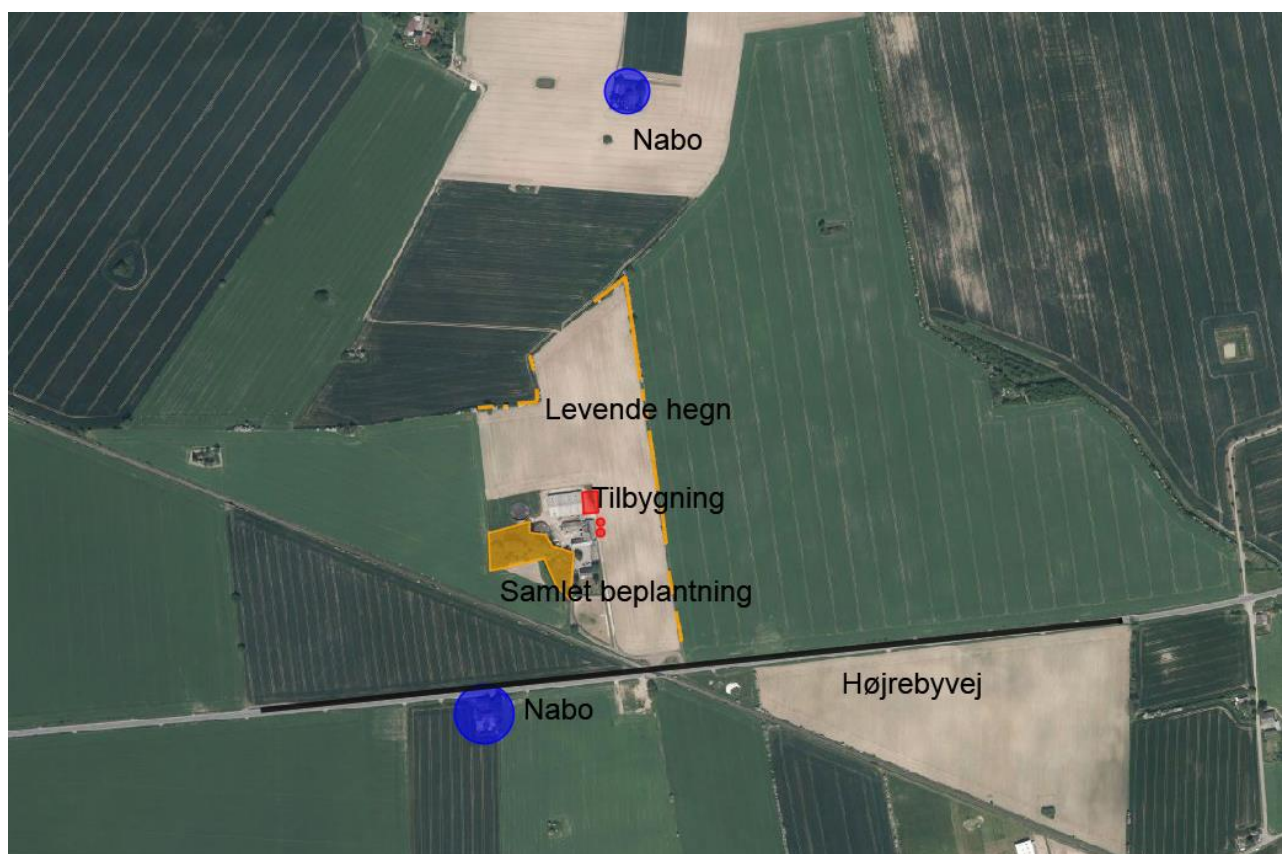 Nabo
Levende hegn
Tilbygning
Samlet beplantning
Højrebyvej
Nabo